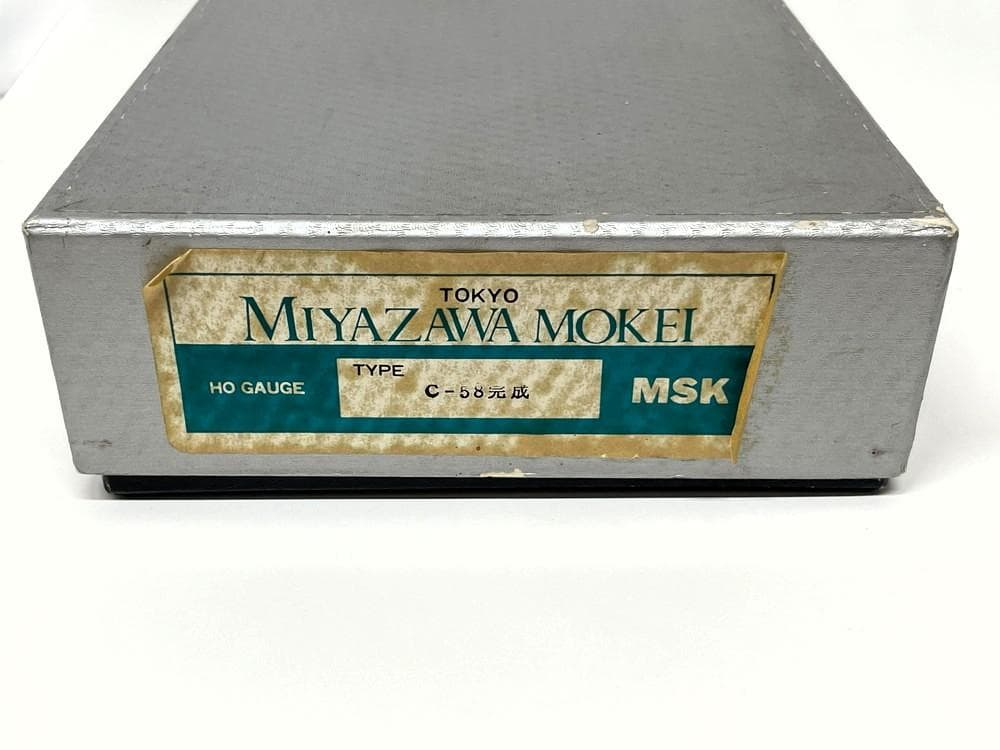 TOKYO
MIYAZAWA MOKEI
HO GAUGE
TYPE
C-58完成
MSK